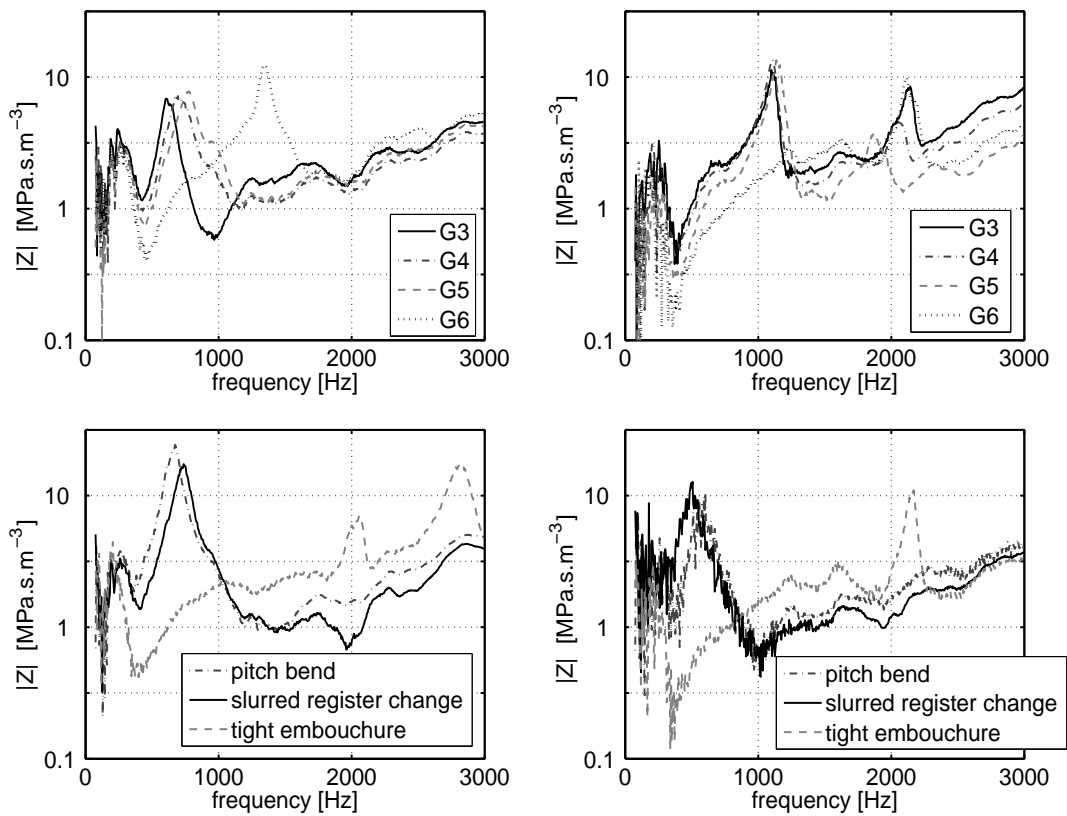 |Z| [MPa.s.m−3]
10
1
0.1
G3
G4
G5
G6
0 1000 2000 3000
frequency [Hz]
|Z| [MPa.s.m−3]
10
1
0.1
G3
G4
G5
G6
0 1000 2000 3000
frequency [Hz]
|Z| [MPa.s.m−3]
10
1
0.1
pitch bend
slurred register change
tight embouchure
0 1000 2000 3000
frequency [Hz]
|Z| [MPa.s.m−3]
10
1
0.1
pitch bend
slurred register change
tight embouchure
0 1000 2000 3000
frequency [Hz]